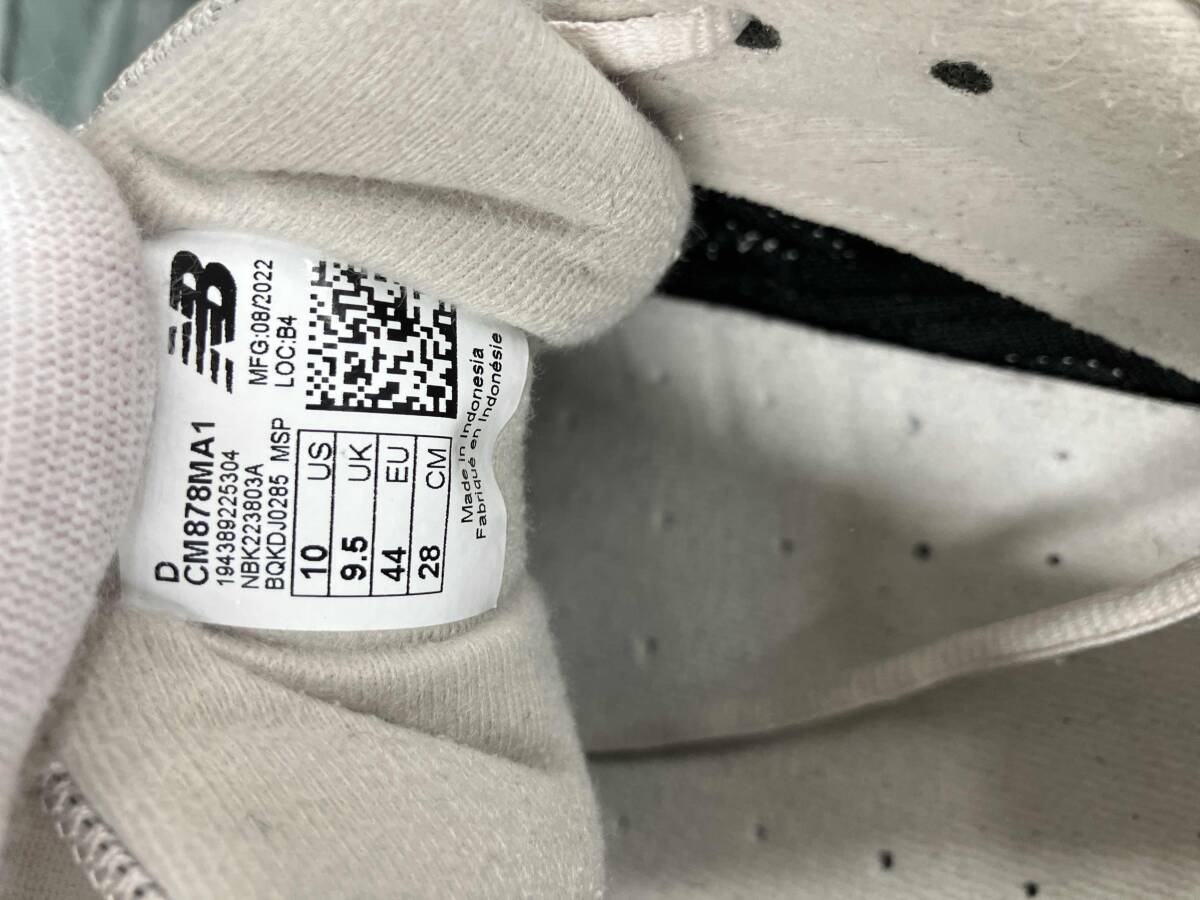 NB
MFG:08/2022
LOC:B4
D
CM878MA1
194389225304
NBK223803A
BQKDJ0285 MSP
10 US
9.5 UK
44 EU
28 CM
Made in Indonesia
Fabriqué en Indonésie